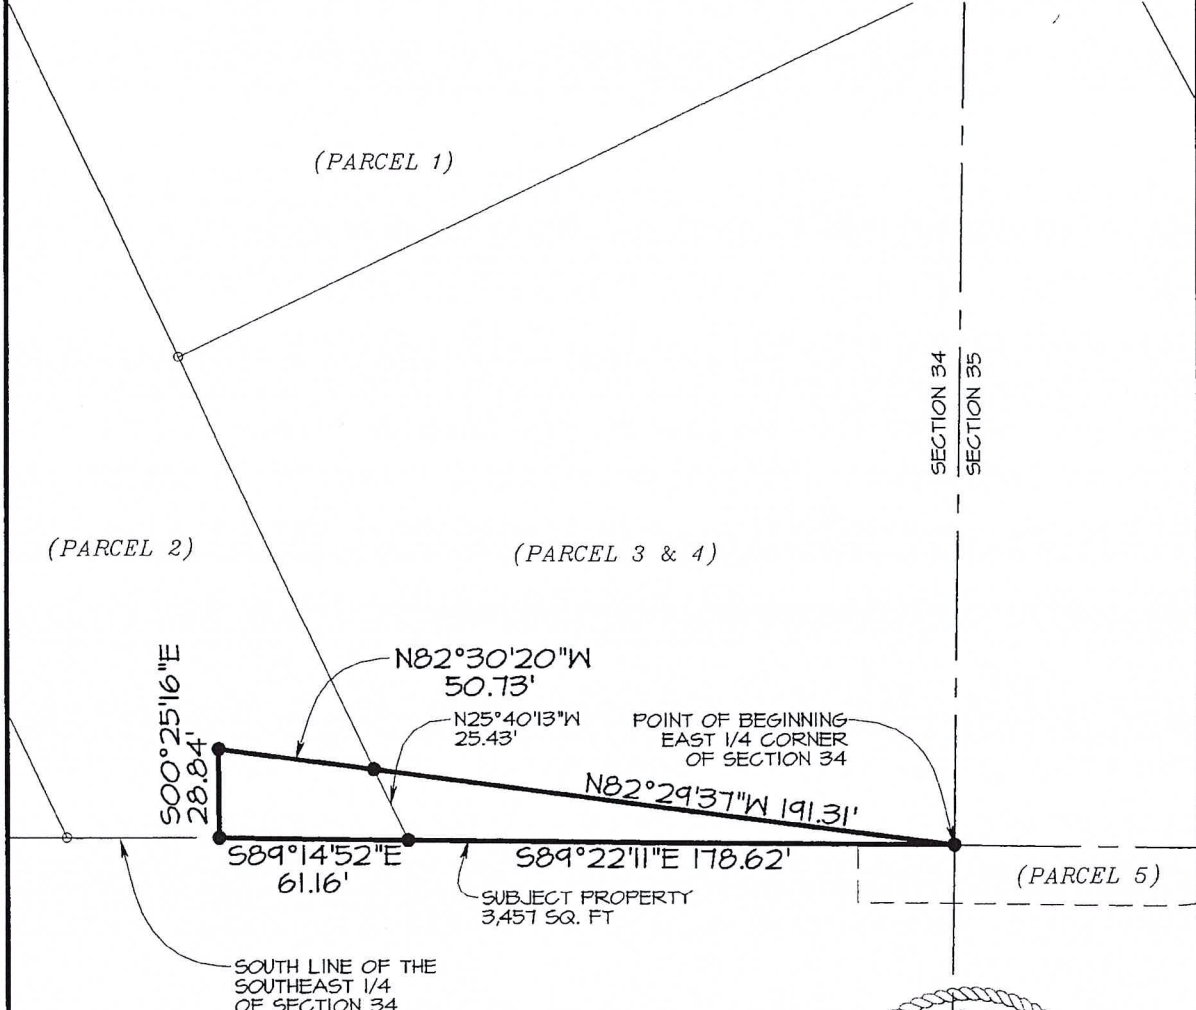 (PARCEL 1)
SECTION 34
SECTION 35
(PARCEL 2)
(PARCEL 3 & 4)
S00°25'16"E
28.84'
N82°30'20"W
50.73'
N25°40'13"W
25.43'
POINT OF BEGINNING
EAST 1/4 CORNER
OF SECTION 34
N82°29'37"W 191.31'
S89°14'52"E
61.16'
S89°22'11"E 178.62'
(PARCEL 5)
SUBJECT PROPERTY
3,457 SQ. FT
SOUTH LINE OF THE
SOUTHEAST 1/4
OF SECTION 34